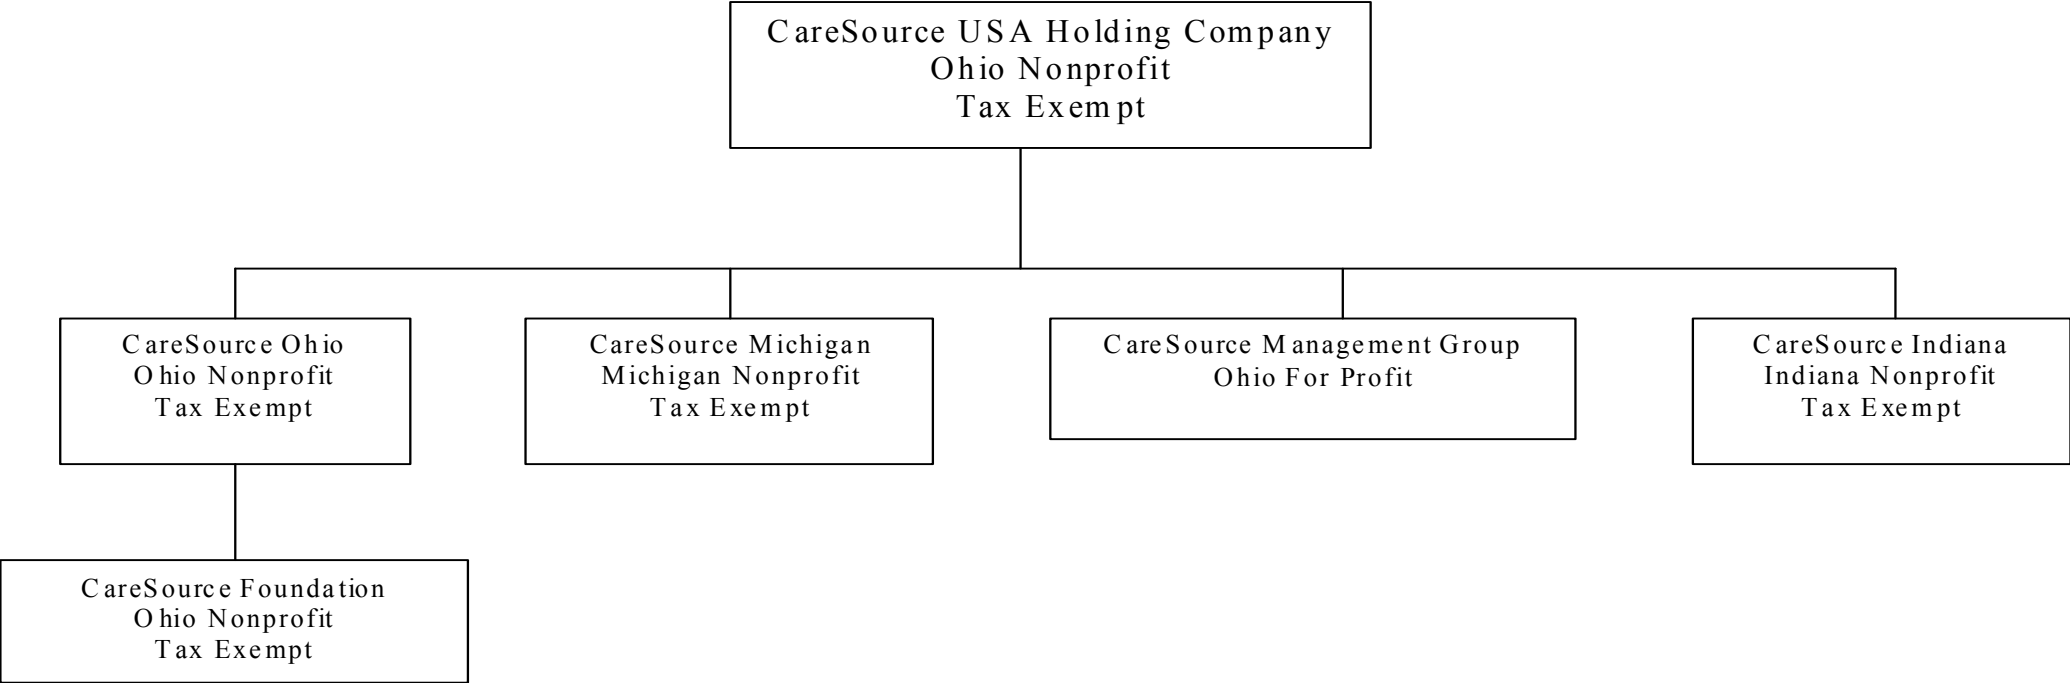 CareSource USA Holding Company
Ohio Nonprofit
Tax Exempt
CareSource Ohio
Ohio Nonprofit
Tax Exempt
CareSource Michigan
Michigan Nonprofit
Tax Exempt
CareSource Management Group
Ohio For Profit
CareSource Indiana
Indiana Nonprofit
Tax Exempt
CareSource Foundation
Ohio Nonprofit
Tax Exempt